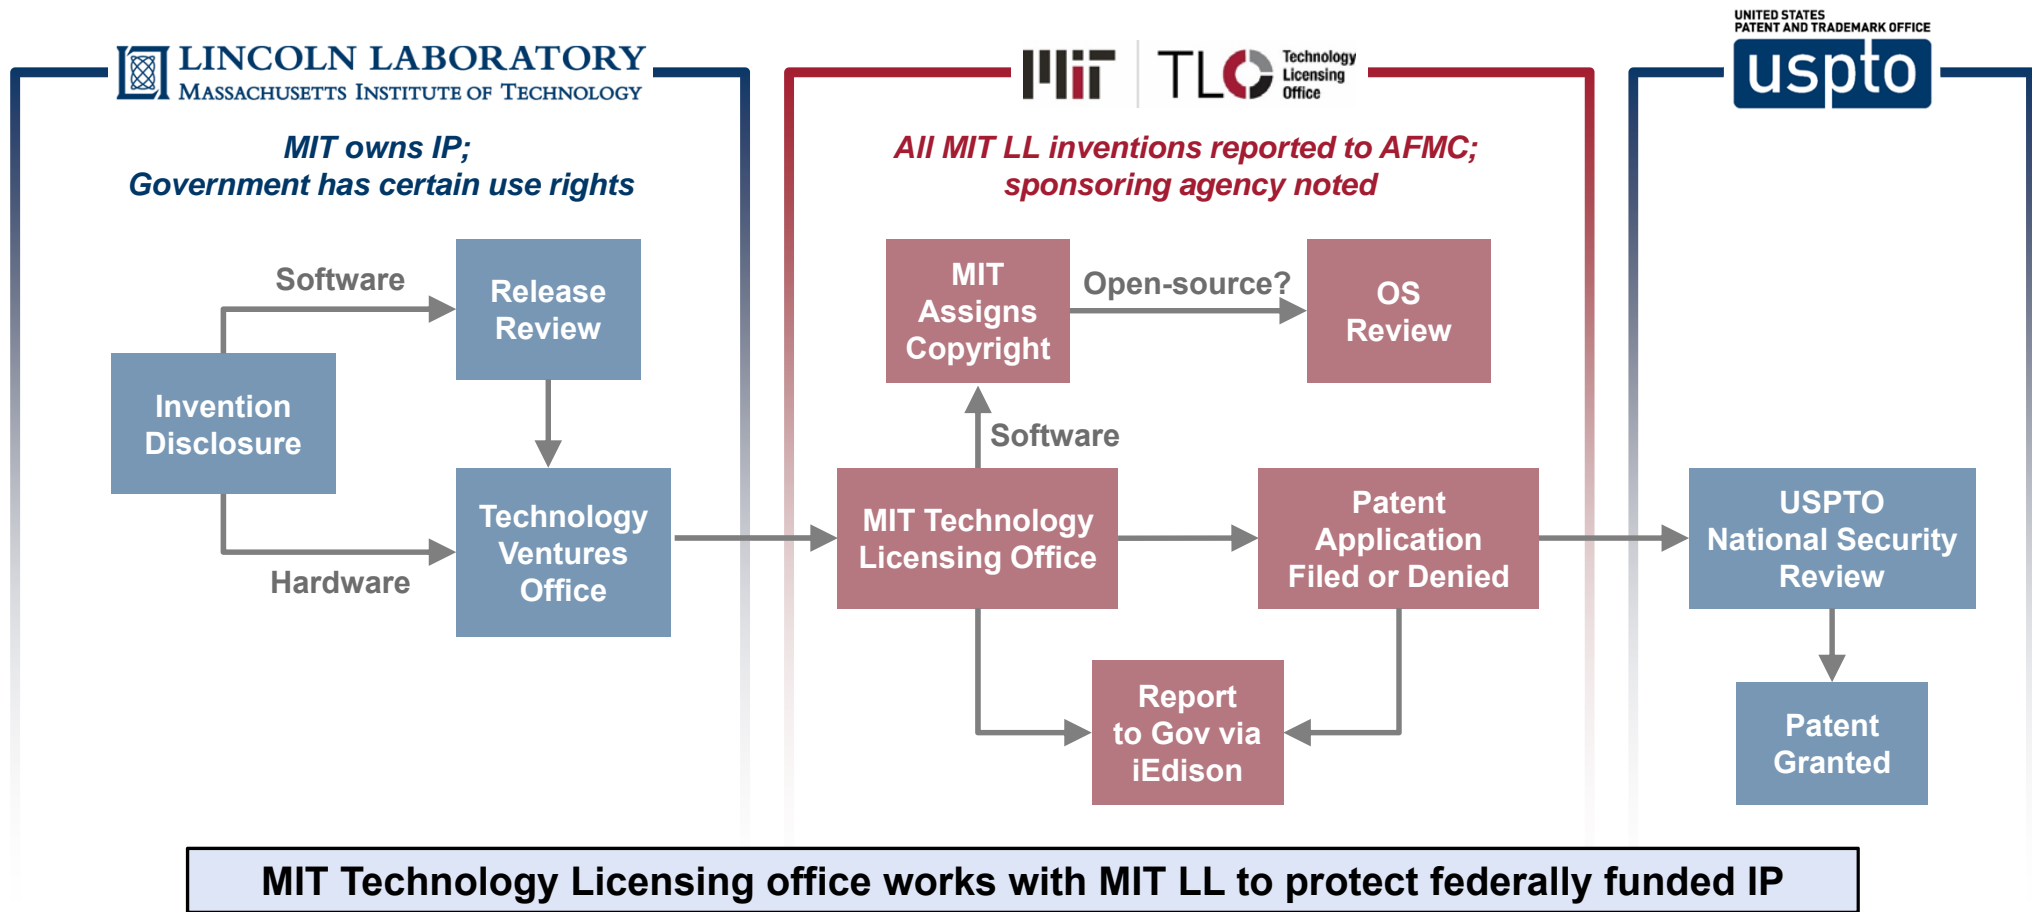 LINCOLN LABORATORY
MASSACHUSETTS INSTITUTE OF TECHNOLOGY
MIT owns IP;
Government has certain use rights
Software
Release
Review
Invention
Disclosure
Hardware
Technology
Ventures
Office
MIT
TLO
Technology
Licensing
Office
All MIT LL inventions reported to AFMC;
sponsoring agency noted
MIT
Assigns
Copyright
Open-source?
OS
Review
Software
MIT Technology
Licensing Office
Patent
Application
Filed or Denied
Report
to Gov via
iEdison
UNITED STATES
PATENT AND TRADEMARK OFFICE
uspto
USPTO
National Security
Review
Patent
Granted
MIT Technology Licensing office works with MIT LL to protect federally funded IP